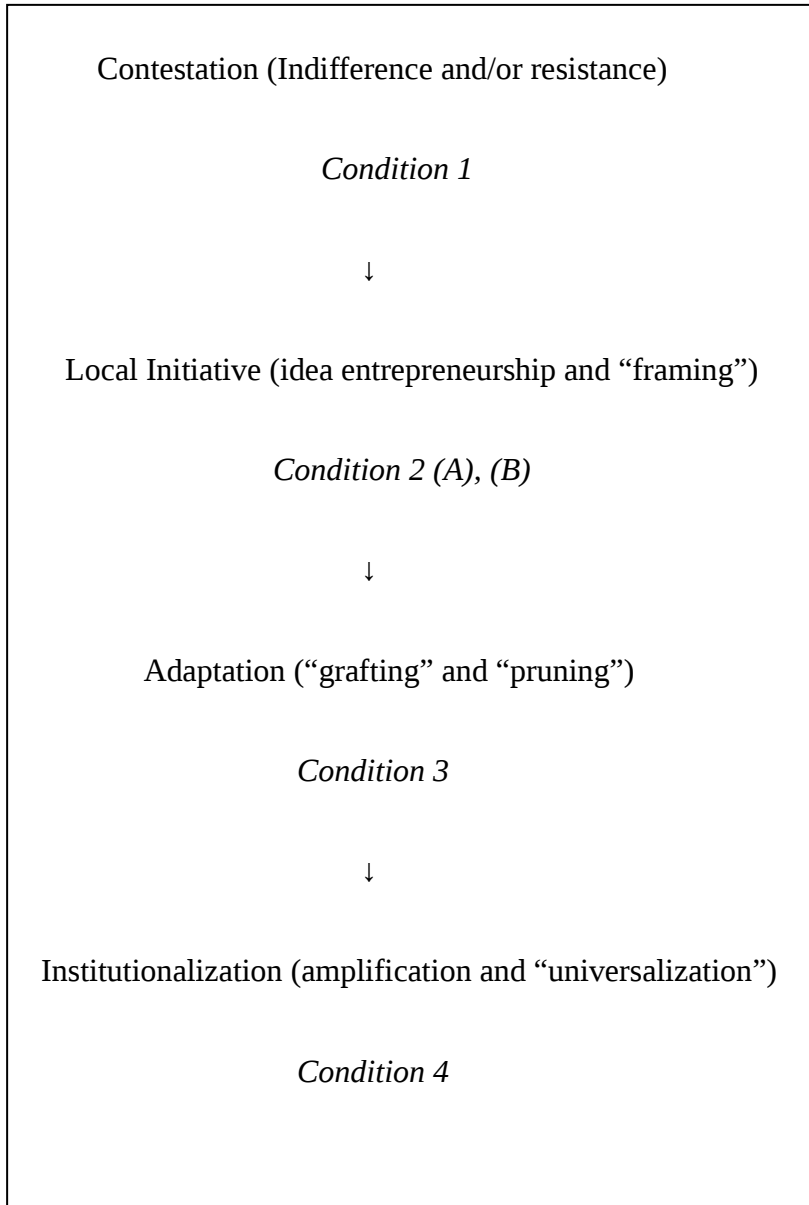 Contestation (Indifference and/or resistance)
Condition 1
↓
Local Initiative (idea entrepreneurship and “framing”)
Condition 2 (A), (B)
↓
Adaptation (“grafting” and “pruning”)
Condition 3
↓
Institutionalization (amplification and “universalization”)
Condition 4